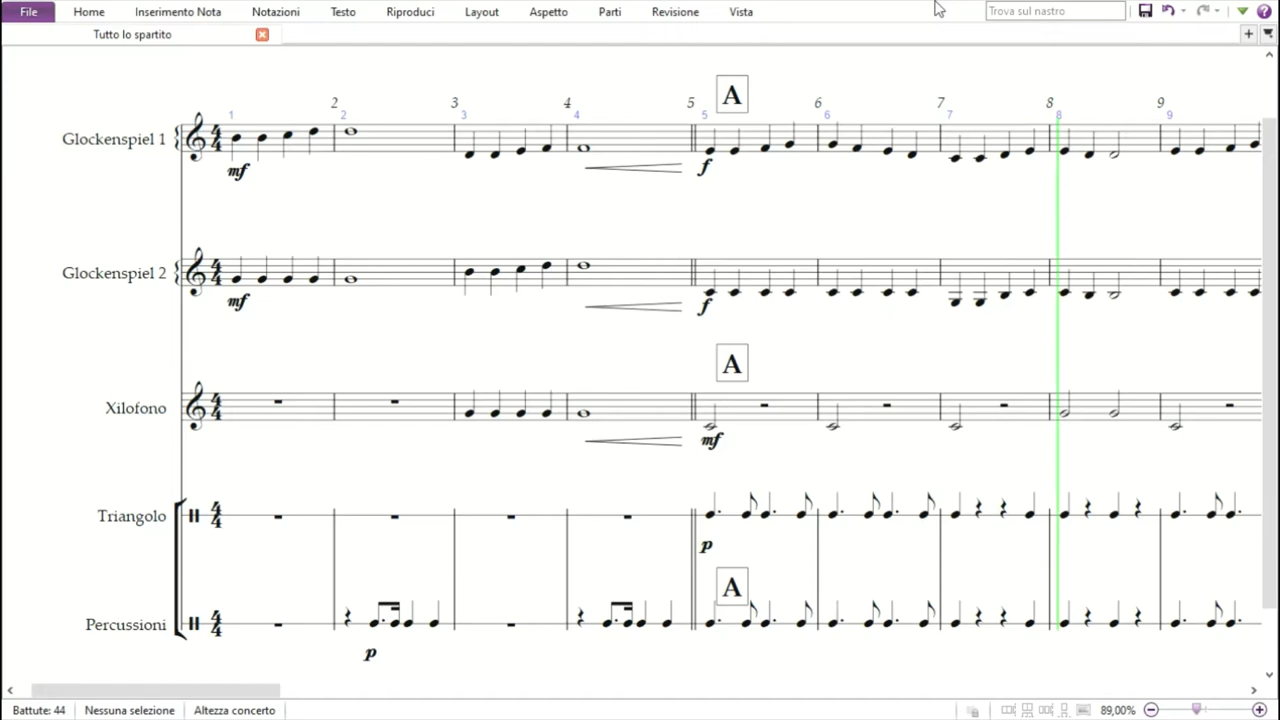 File Home Inserimento Nota Notazioni Testo Riproduci Layout Aspetto Parti Revisione Vista Trova sul nastro
Tutto lo spartito
A
2 3 4 5 6 7 8 9
1 2 3 4 5 6 7 8 9
Glockenspiel 1
mf f
Glockenspiel 2
mf f
A
Xilofono
mf
Triangolo
p
A
Percussioni
p
Battute: 44 Nessuna selezione Altezza concerto 89,00%